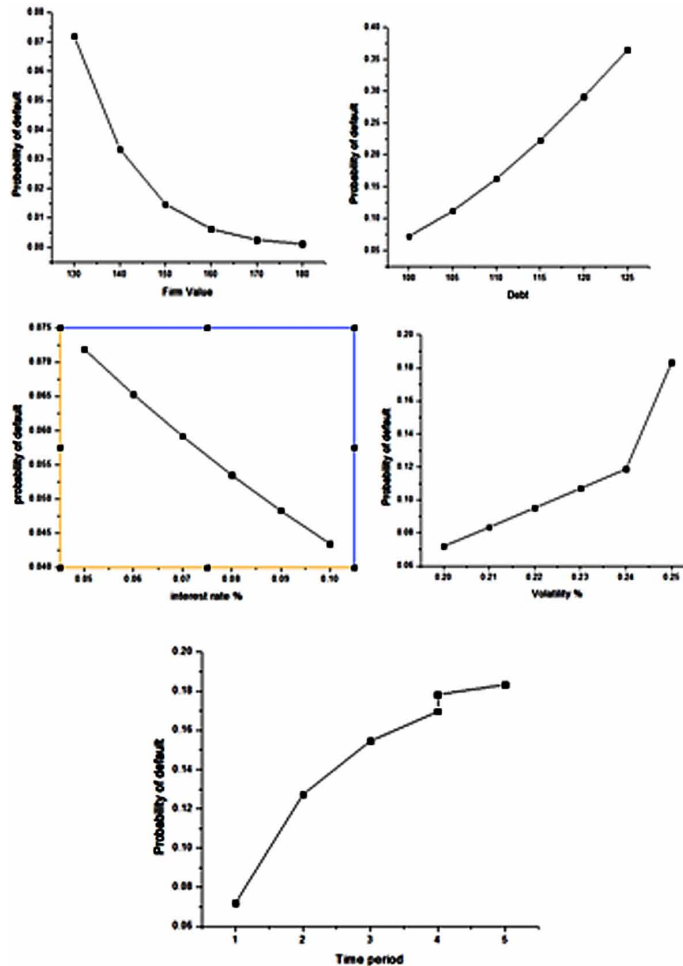 0.08
0.07
0.06
0.05
0.04
0.03
0.02
0.01
0.00
Probability of default
130 140 150 160 170 180
Firm Value
0.40
0.35
0.30
0.25
0.20
0.15
0.10
0.05
Probability of default
100 105 110 115 120 125
Debt
0.075
0.070
0.065
0.060
0.055
0.050
0.045
0.040
probability of default
0.05 0.06 0.07 0.08 0.09 0.10
interest rate %
0.20
0.18
0.16
0.14
0.12
0.10
0.08
0.06
Probability of default
0.20 0.21 0.22 0.23 0.24 0.25
Volatility %
0.20
0.18
0.16
0.14
0.12
0.10
0.08
0.06
Probability of default
1 2 3 4 5
Time period